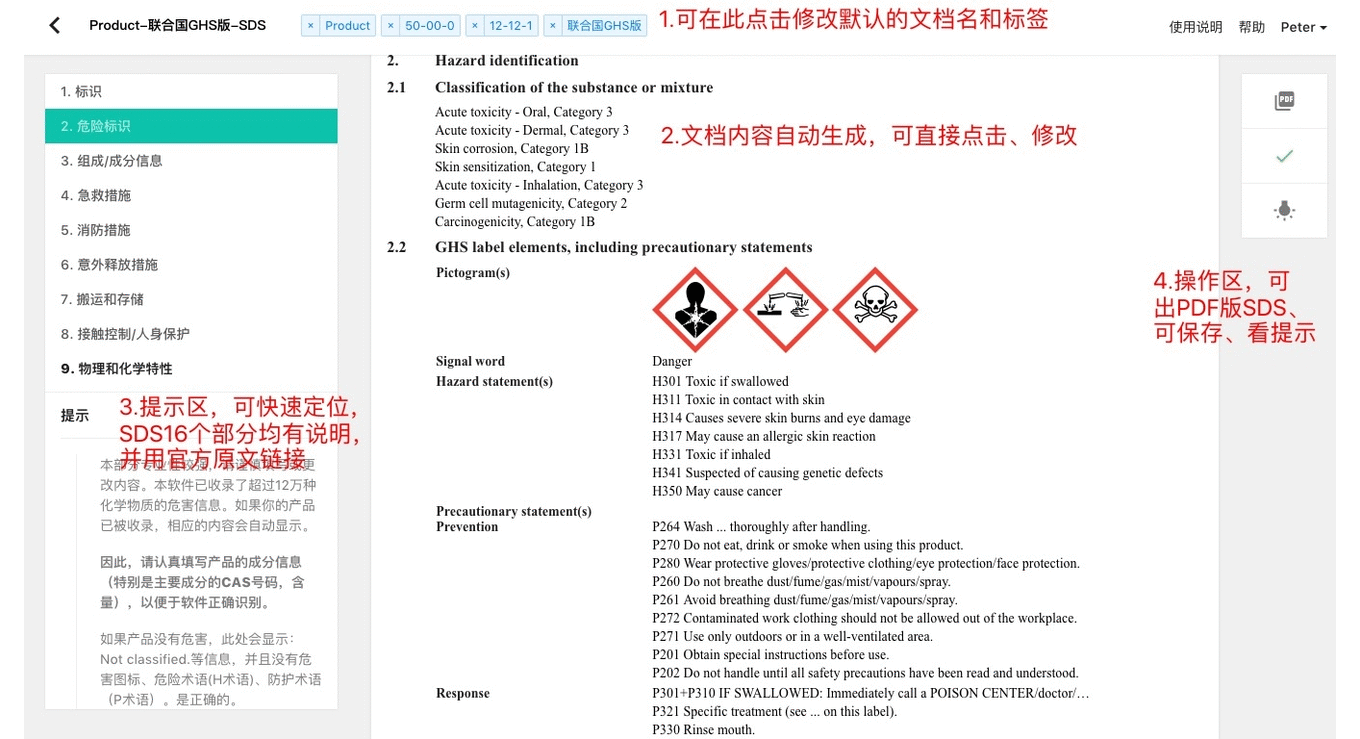 Product–联合国GHS版–SDS
× Product × 50-00-0 × 12-12-1 × 联合国GHS版
1.可在此点击修改默认的文档名和标签
使用说明 帮助 Peter
1. 标识
2. 危险标识
3. 组成/成分信息
4. 急救措施
5. 消防措施
6. 意外释放措施
7. 搬运和存储
8. 接触控制/人身保护
9. 物理和化学特性
提示
3.提示区，可快速定位，
SDS16个部分均有说明，
并用官方原文链接
本部分专业性较强，请谨慎填写或更
改内容。本软件已收录了超过12万种
化学物质的危害信息。如果你的产品
已被收录，相应的内容会自动显示。
因此，请认真填写产品的成分信息
（特别是主要成分的CAS号码，含
量），以便于软件正确识别。
如果产品没有危害，此处会显示：
Not classified.等信息，并且没有危
害图标、危险术语(H术语)、防护术语
（P术语）。是正确的。
2. Hazard identification
2.1 Classification of the substance or mixture
Acute toxicity - Oral, Category 3
Acute toxicity - Dermal, Category 3
Skin corrosion, Category 1B
Skin sensitization, Category 1
Acute toxicity - Inhalation, Category 3
Germ cell mutagenicity, Category 2
Carcinogenicity, Category 1B
2.文档内容自动生成，可直接点击、修改
2.2 GHS label elements, including precautionary statements
Pictogram(s)
Signal word Danger
Hazard statement(s) H301 Toxic if swallowed
H311 Toxic in contact with skin
H314 Causes severe skin burns and eye damage
H317 May cause an allergic skin reaction
H331 Toxic if inhaled
H341 Suspected of causing genetic defects
H350 May cause cancer
Precautionary statement(s)
Prevention P264 Wash ... thoroughly after handling.
P270 Do not eat, drink or smoke when using this product.
P280 Wear protective gloves/protective clothing/eye protection/face protection.
P260 Do not breathe dust/fume/gas/mist/vapours/spray.
P261 Avoid breathing dust/fume/gas/mist/vapours/spray.
P272 Contaminated work clothing should not be allowed out of the workplace.
P271 Use only outdoors or in a well-ventilated area.
P201 Obtain special instructions before use.
P202 Do not handle until all safety precautions have been read and understood.
Response P301+P310 IF SWALLOWED: Immediately call a POISON CENTER/doctor/…
P321 Specific treatment (see ... on this label).
P330 Rinse mouth.
PDF
4.操作区，可
出PDF版SDS、
可保存、看提示